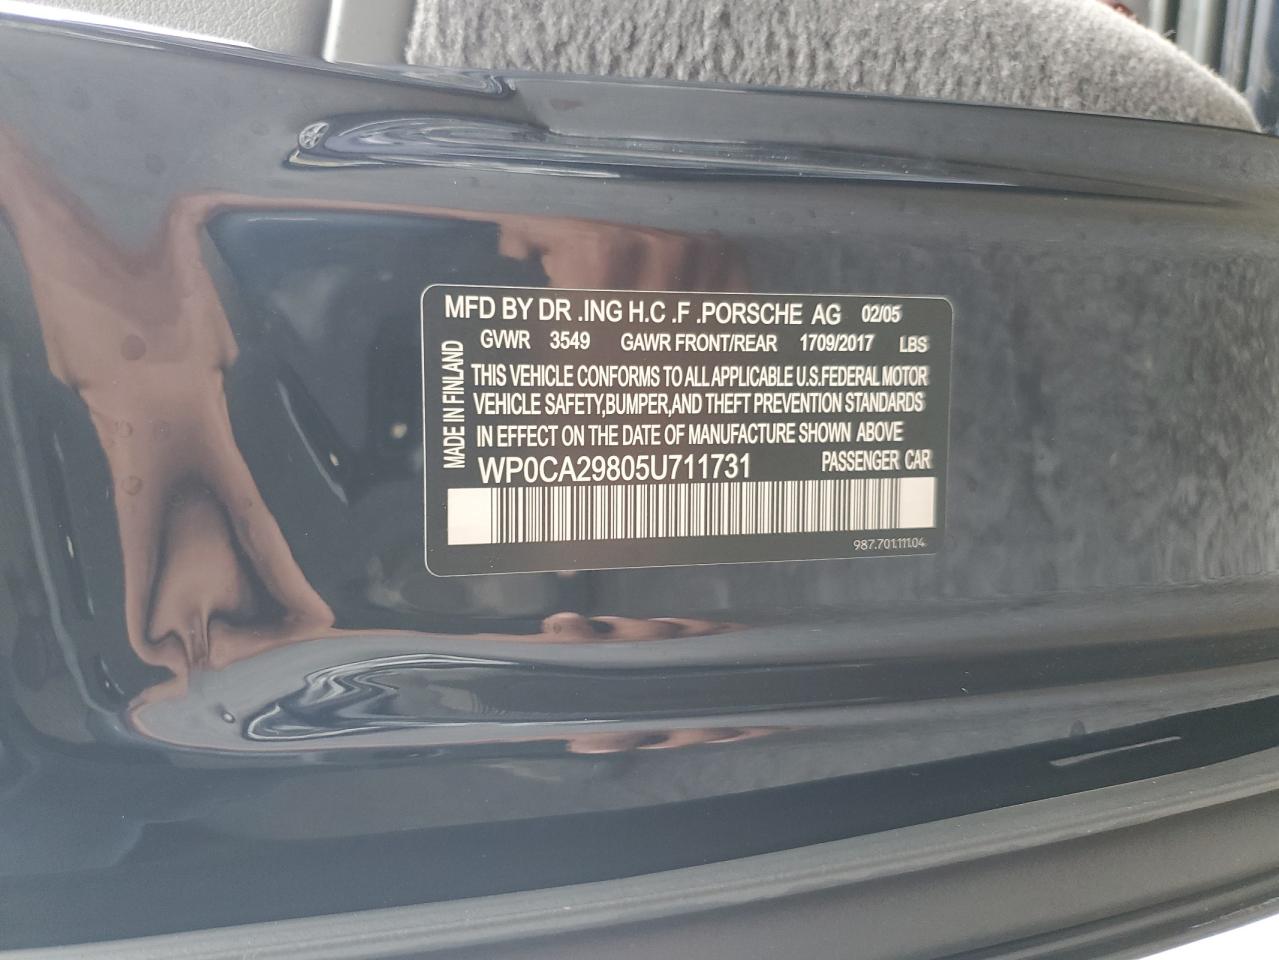 MFD BY DR .ING H.C .F .PORSCHE AG 02/05
GVWR 3549 GAWR FRONT/REAR 1709/2017 LBS
MADE IN FINLAND
THIS VEHICLE CONFORMS TO ALL APPLICABLE U.S.FEDERAL MOTOR
VEHICLE SAFETY,BUMPER,AND THEFT PREVENTION STANDARDS
IN EFFECT ON THE DATE OF MANUFACTURE SHOWN ABOVE
WP0CA29805U711731 PASSENGER CAR
987.701.111.04